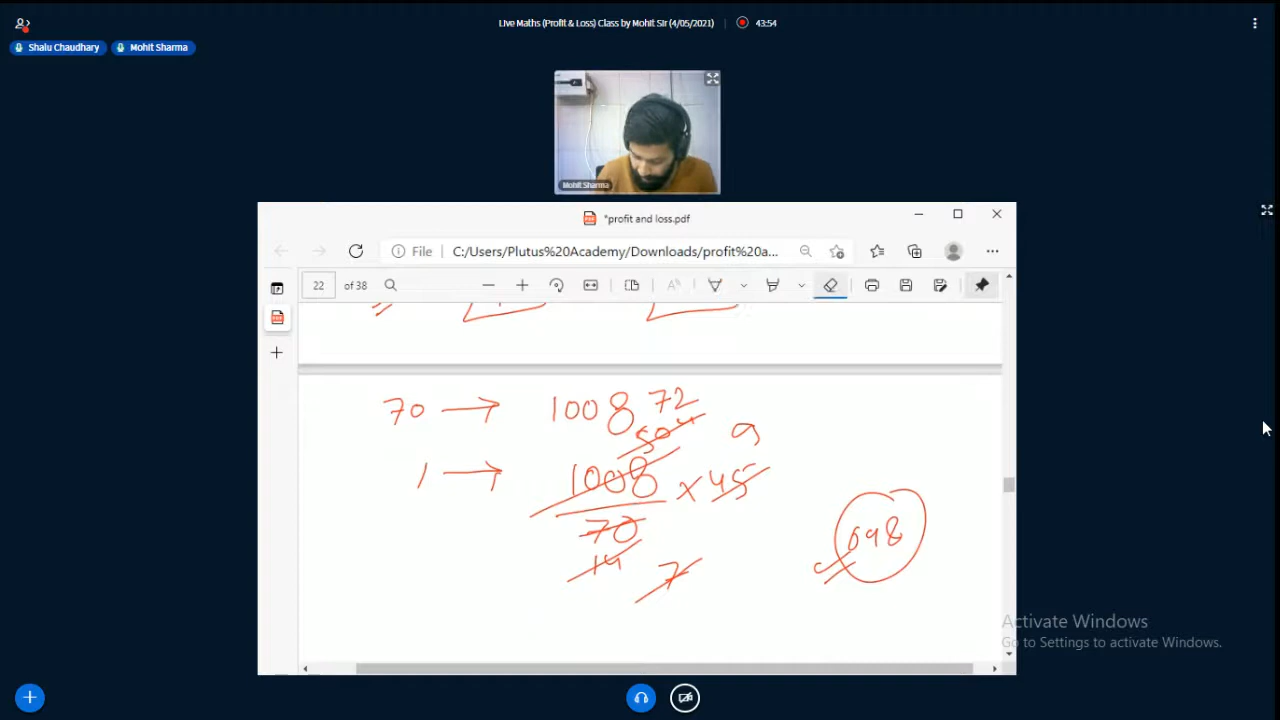 Live Maths (Profit & Loss) Class by Mohit Sir (4/05/2021) 43:54
Shalu Chaudhary Mohit Sharma
Mohit Sharma
*profit and loss.pdf
File C:/Users/Plutus%20Academy/Downloads/profit%20a...
22 of 38
70 → 1008 72
504 9
1 → 1008 × 45
70
698
14 7
Activate Windows
Go to Settings to activate Windows.